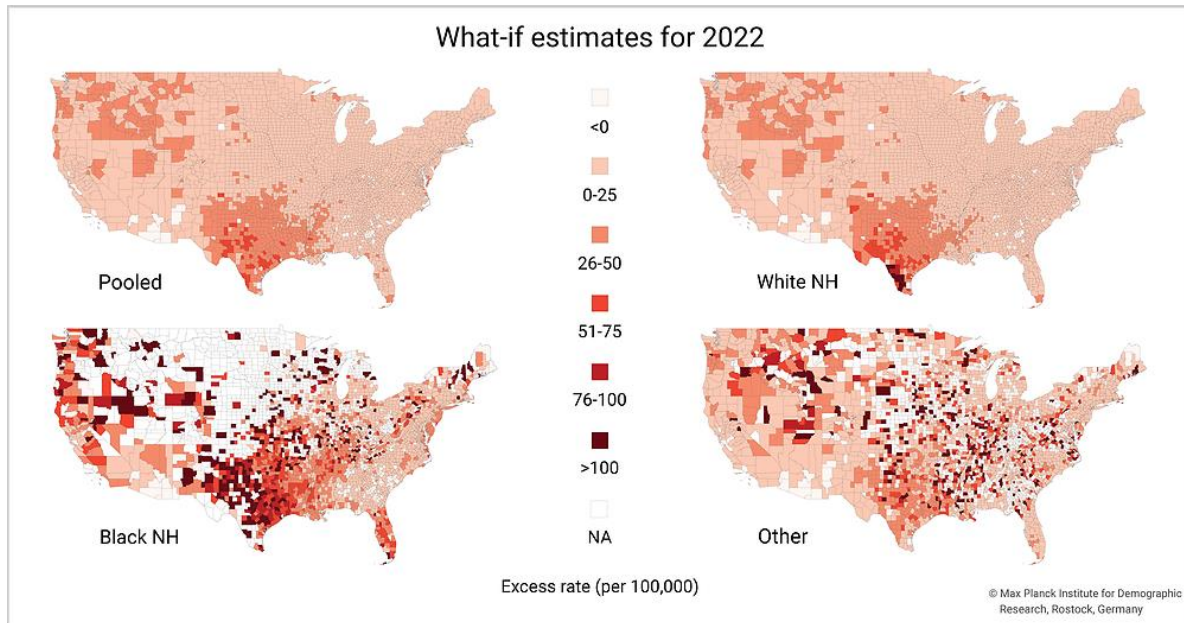 What-if estimates for 2022
<0
0-25
26-50
51-75
76-100
>100
NA
Pooled
White NH
Black NH
Other
Excess rate (per 100,000)
© Max Planck Institute for Demographic
Research, Rostock, Germany